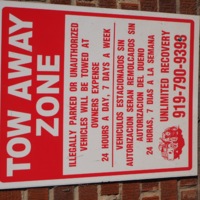 TOW AWAY
ZONE
ILLEGALLY PARKED OR UNAUTHORIZED
VEHICLES WILL BE TOWED AT
OWNERS EXPENSE
24 HOURS A DAY, 7 DAYS A WEEK
VEHICULOS ESTACIONADOS SIN
AUTORIZACION SERAN REMOLCADOS SIN
AUTORIZACION DEL DUEÑO
24 HORAS, 7 DIAS A LA SEMANA
UNLIMITED RECOVERY
919-790-9398